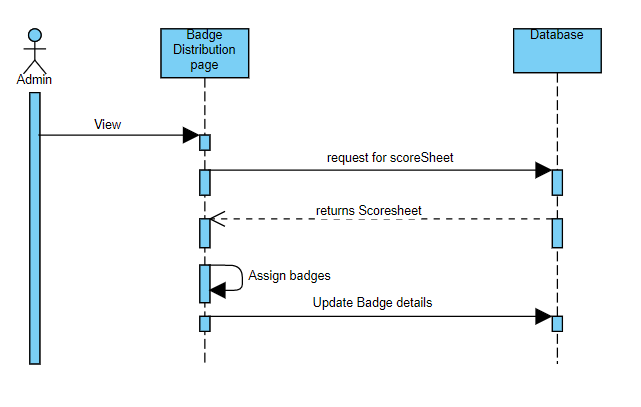 Admin
Badge
Distribution
page
Database
View
request for scoreSheet
returns Scoresheet
Assign badges
Update Badge details